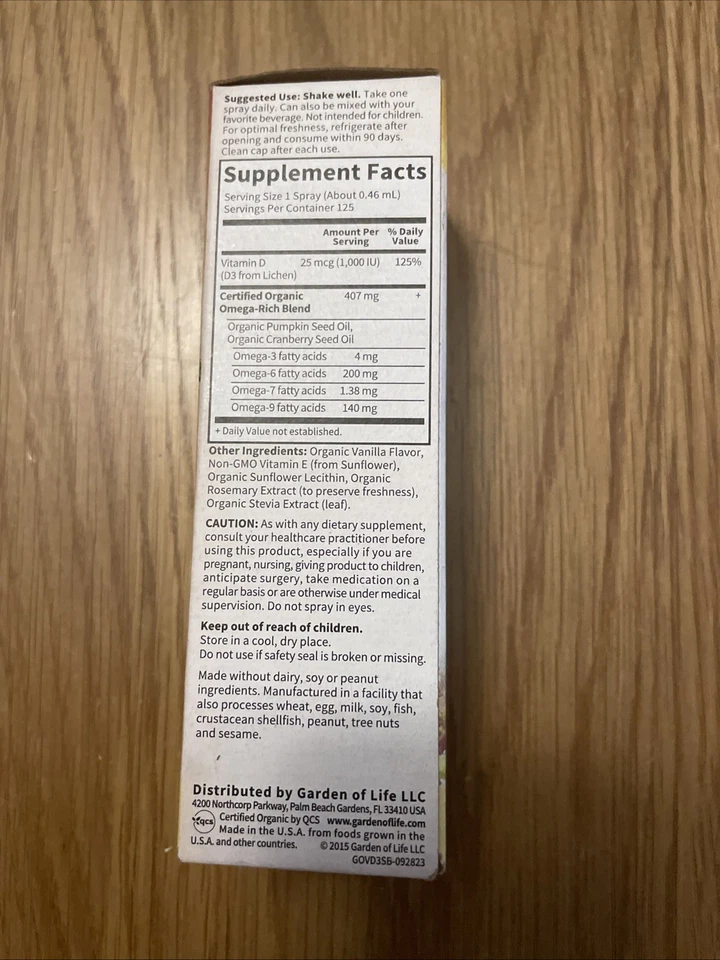 Suggested Use: Shake well. Take one
spray daily. Can also be mixed with your
favorite beverage. Not intended for children.
For optimal freshness, refrigerate after
opening and consume within 90 days.
Clean cap after each use.
Supplement Facts
Serving Size 1 Spray (About 0.46 mL)
Servings Per Container 125
Amount Per Serving % Daily Value
Vitamin D 25 mcg (1,000 IU) 125%
(D3 from Lichen)
Certified Organic 407 mg +
Omega-Rich Blend
Organic Pumpkin Seed Oil,
Organic Cranberry Seed Oil
Omega-3 fatty acids 4 mg
Omega-6 fatty acids 200 mg
Omega-7 fatty acids 1.38 mg
Omega-9 fatty acids 140 mg
+ Daily Value not established.
Other Ingredients: Organic Vanilla Flavor,
Non-GMO Vitamin E (from Sunflower),
Organic Sunflower Lecithin, Organic
Rosemary Extract (to preserve freshness),
Organic Stevia Extract (leaf).
CAUTION: As with any dietary supplement,
consult your healthcare practitioner before
using this product, especially if you are
pregnant, nursing, giving product to children,
anticipate surgery, take medication on a
regular basis or are otherwise under medical
supervision. Do not spray in eyes.
Keep out of reach of children.
Store in a cool, dry place.
Do not use if safety seal is broken or missing.
Made without dairy, soy or peanut
ingredients. Manufactured in a facility that
also processes wheat, egg, milk, soy, fish,
crustacean shellfish, peanut, tree nuts
and sesame.
Distributed by Garden of Life LLC
4200 Northcorp Parkway, Palm Beach Gardens, FL 33410 USA
qcs Certified Organic by QCS www.gardenoflife.com
Made in the U.S.A. from foods grown in the
U.S.A. and other countries. © 2015 Garden of Life LLC
GOVD3SB-092823